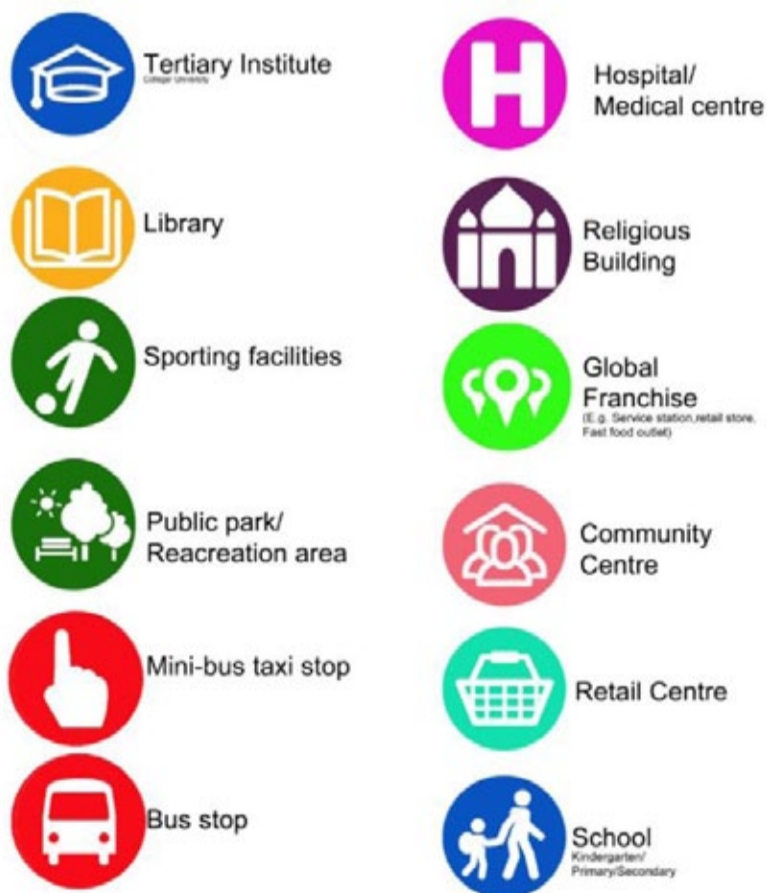 Tertiary Institute
College/ University
Library
Sporting facilities
Public park/
Reacreation area
Mini-bus taxi stop
Bus stop
H
Hospital/
Medical centre
Religious
Building
Global
Franchise
(E.g. Service station,retail store,
Fast food outlet)
Community
Centre
Retail Centre
School
Kindergarten/
Primary/Secondary